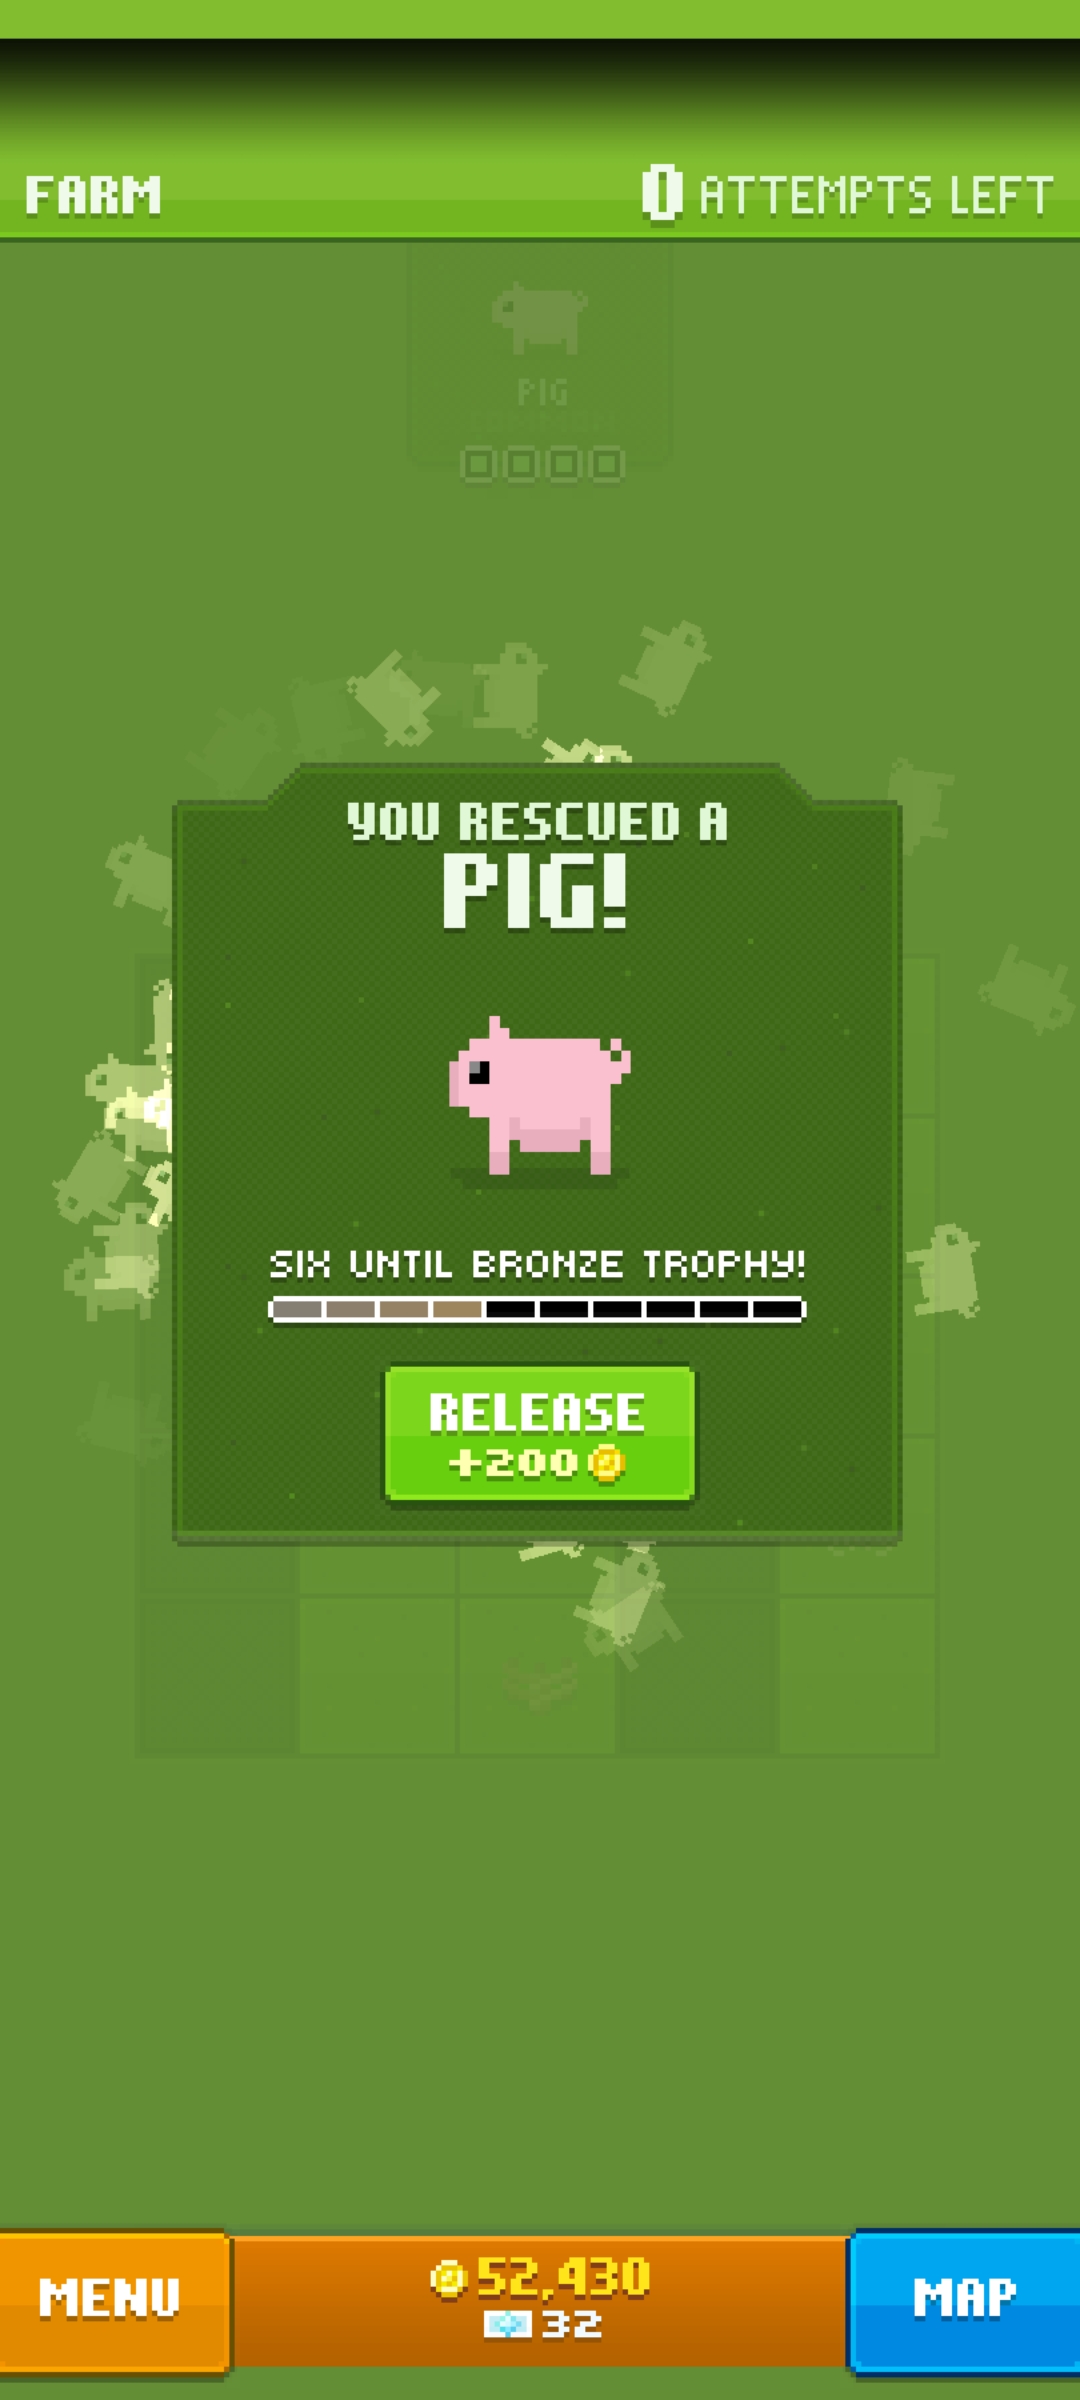 FARM
0 ATTEMPTS LEFT
PIG
COMMON
YOU RESCUED A
PIG!
SIX UNTIL BRONZE TROPHY!
RELEASE
+200
52,430
32
MENU
MAP